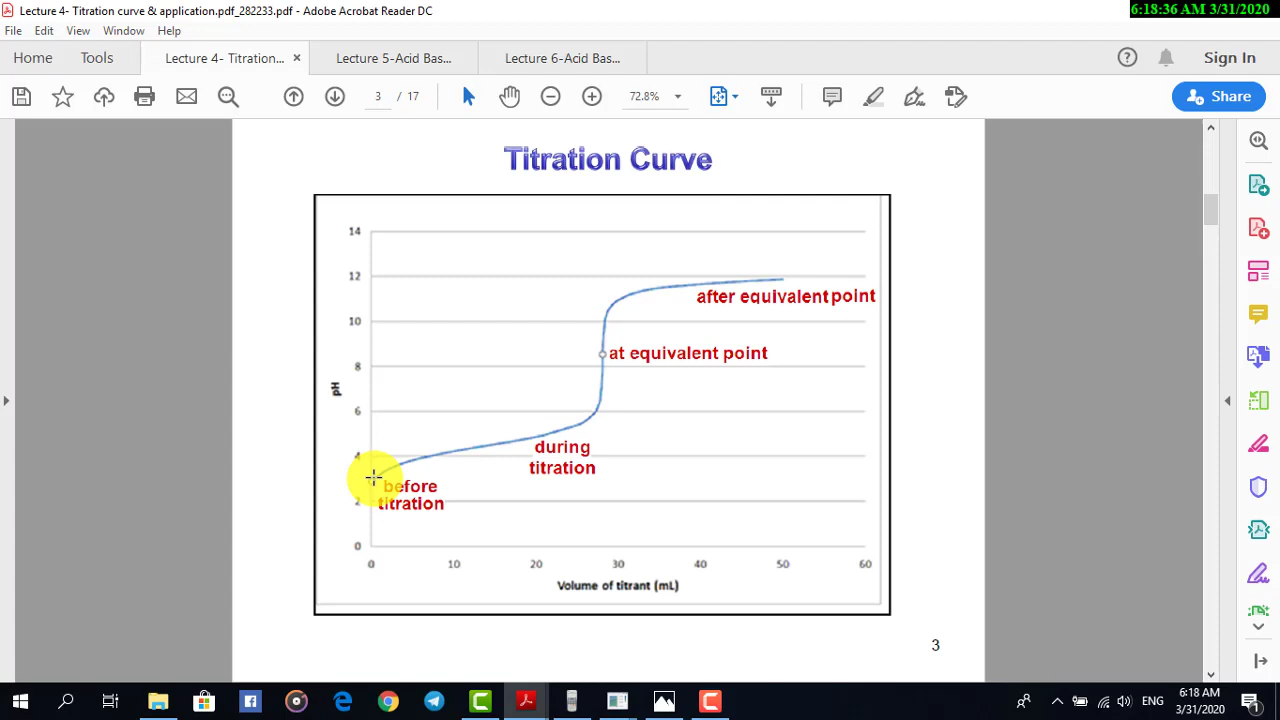 Lecture 4- Titration curve & application.pdf_282233.pdf - Adobe Acrobat Reader DC
6:18:36 AM 3/31/2020
File Edit View Window Help
Home Tools Lecture 4- Titration... × Lecture 5-Acid Bas... Lecture 6-Acid Bas... ? Sign In
3 / 17 72.8% Share
Titration Curve
14
12
after equivalent point
10
at equivalent point
8
pH
6
during
titration
4
before
titration
2
0
0 10 20 30 40 50 60
Volume of titrant (mL)
3
ENG
6:18 AM
3/31/2020
1